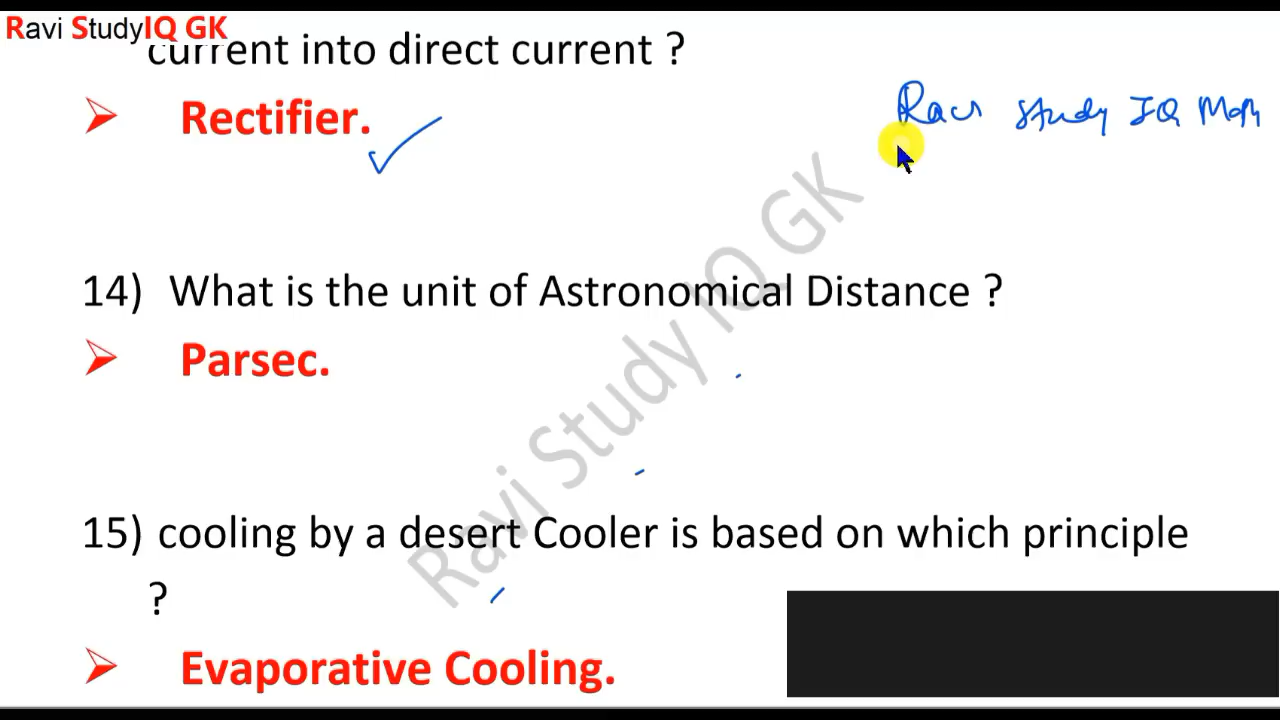 Ravi StudyIQ GK
current into direct current ?
➢ Rectifier.
Ravi Study IQ Math
14) What is the unit of Astronomical Distance ?
➢ Parsec.
Ravi Study IQ GK
15) cooling by a desert Cooler is based on which principle
?
➢ Evaporative Cooling.